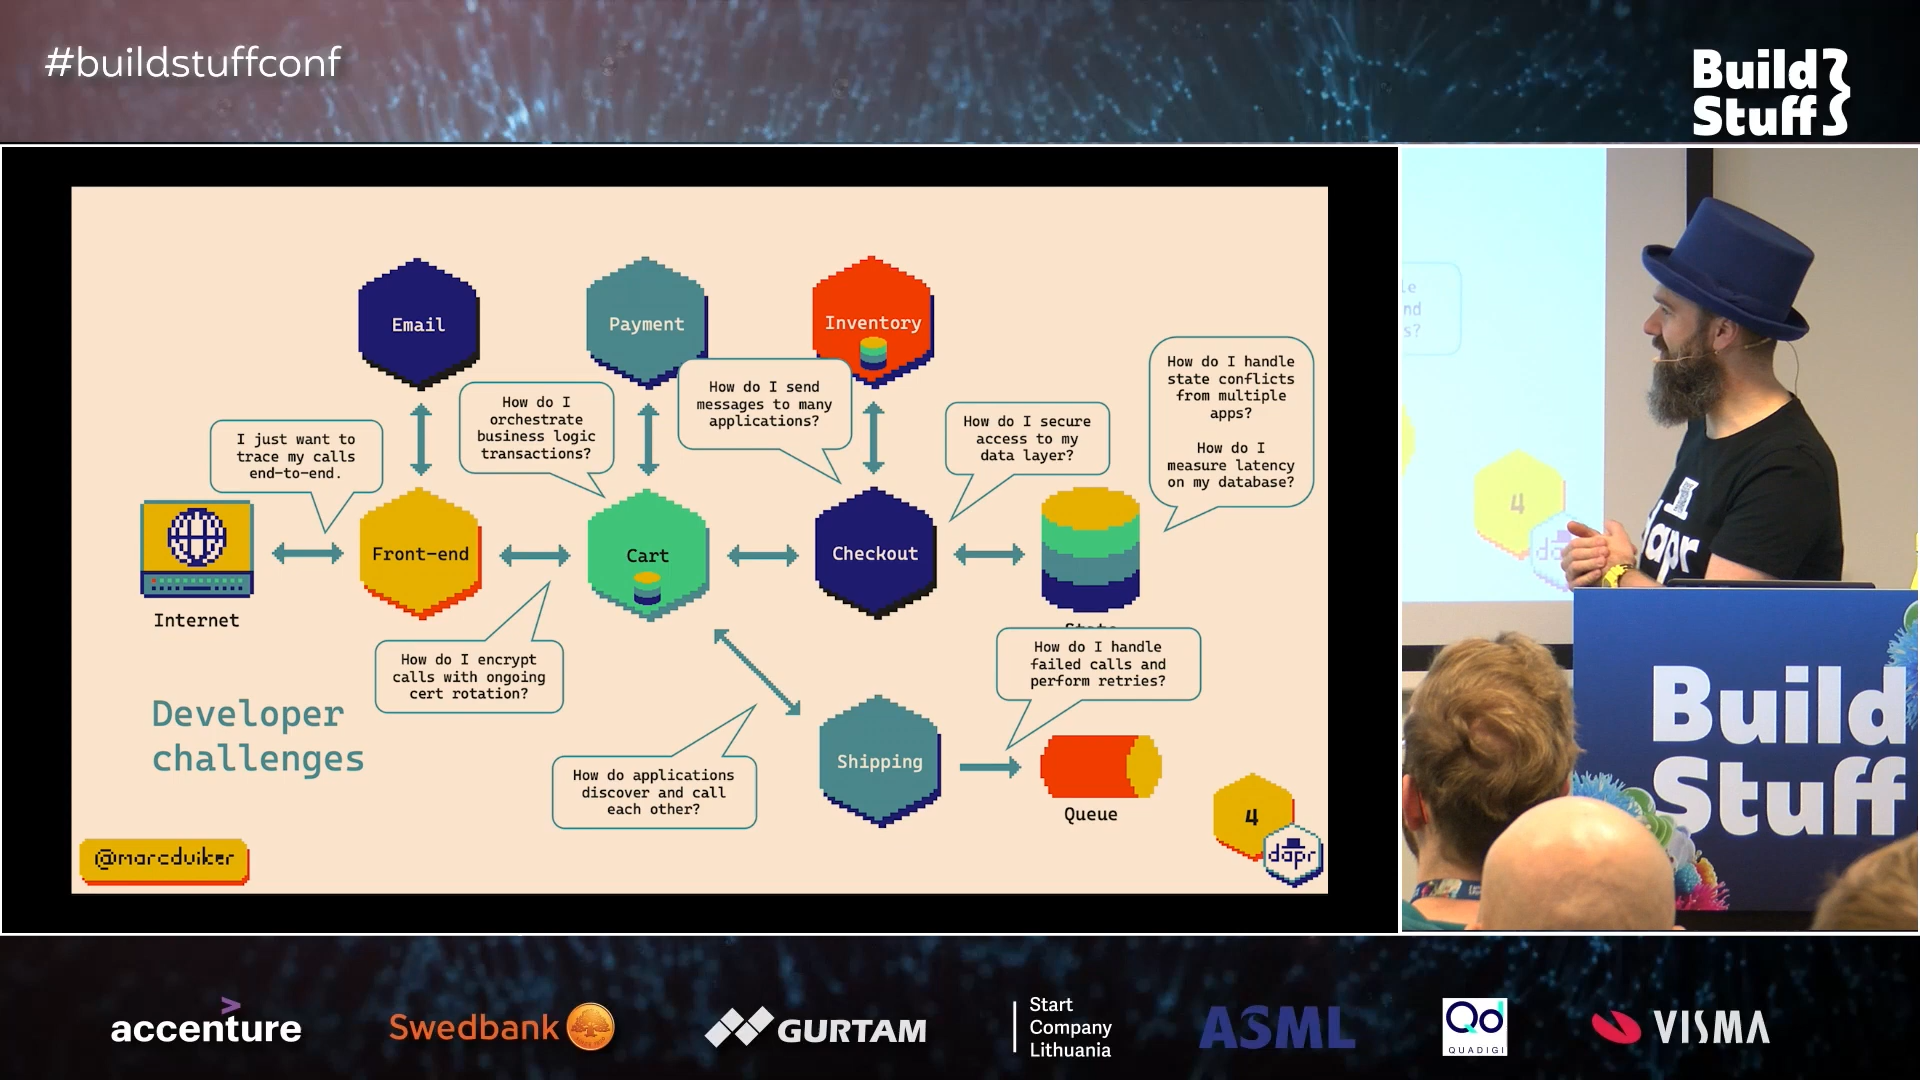 #buildstuffconf
Build
Stuff
Email
Payment
Inventory
I just want to
trace my calls
end-to-end.
How do I
orchestrate
business logic
transactions?
How do I send
messages to many
applications?
How do I secure
access to my
data layer?
How do I handle
state conflicts
from multiple
apps?
How do I
measure latency
on my database?
Internet
Front-end
Cart
Checkout
How do I encrypt
calls with ongoing
cert rotation?
How do I handle
failed calls and
perform retries?
Developer
challenges
How do applications
discover and call
each other?
Shipping
Queue
@marcduiker
4
dapr
4
dapr
Build
Stuff
accenture
Swedbank
GURTAM
Start
Company
Lithuania
ASML
Qd
QUADIGI
VISMA